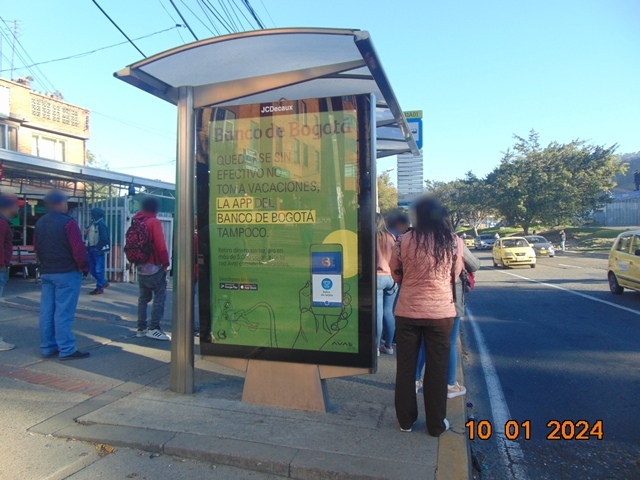 JCDecaux
Banco de Bogotá
QUEDARSE SIN
EFECTIVO NO
TOMA VACACIONES,
LA APP DEL
BANCO DE BOGOTÁ
TAMPOCO.
10 01 2024